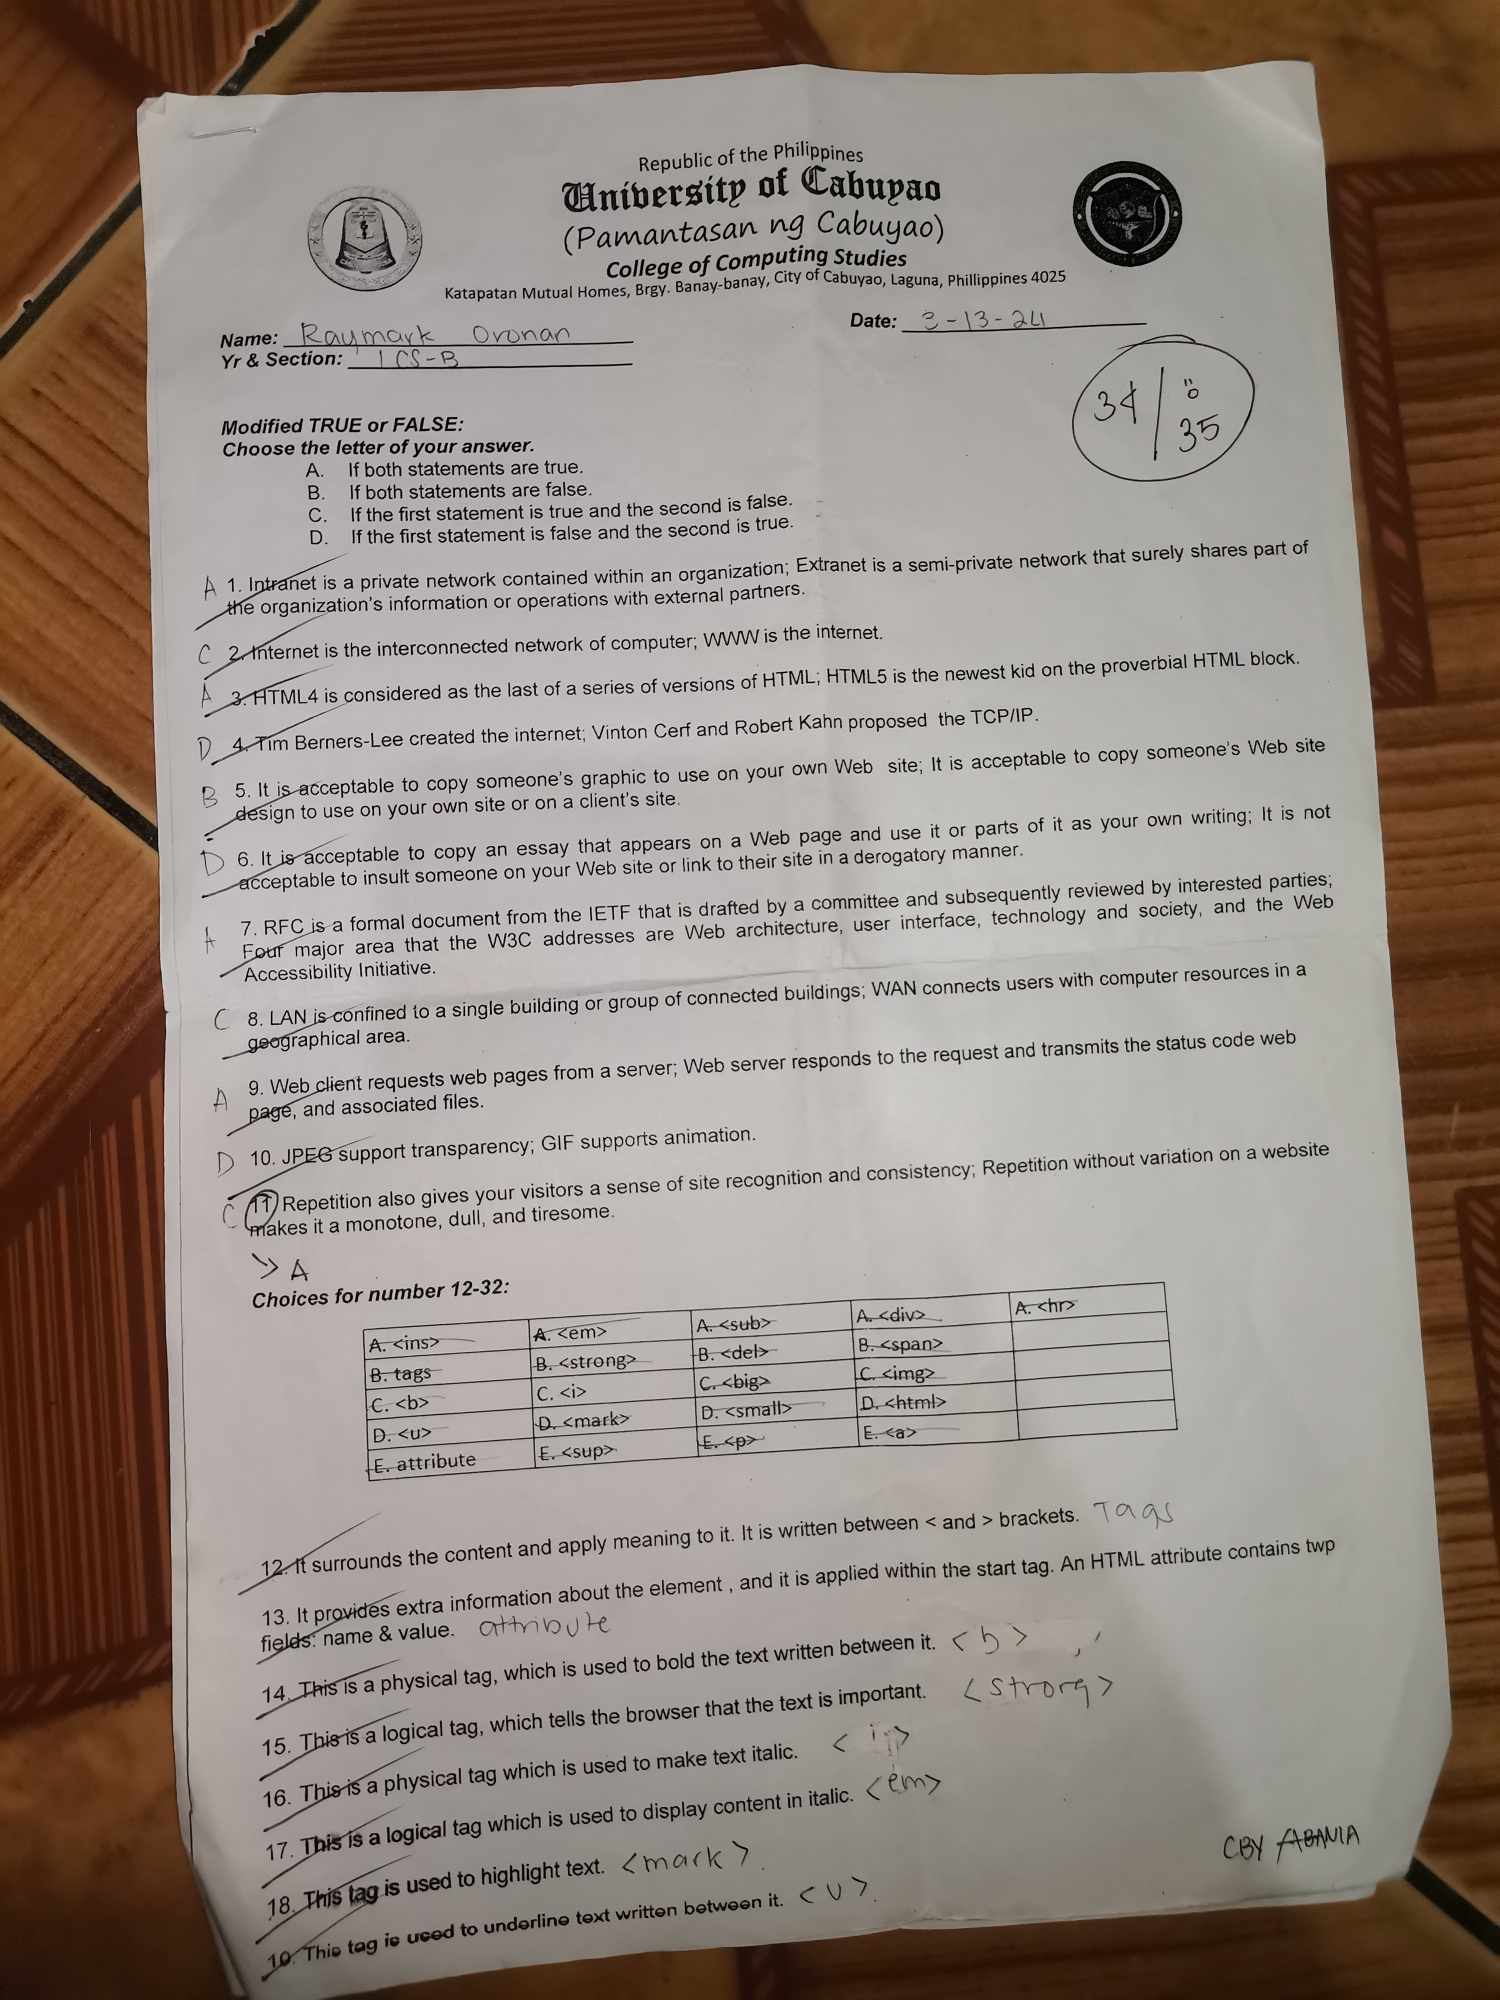 Republic of the Philippines
University of Cabuyao
(Pamantasan ng Cabuyao)
College of Computing Studies
Katapatan Mutual Homes, Brgy. Banay-banay, City of Cabuyao, Laguna, Phillippines 4025
Name: Raymark Oronan
Date: 3-13-24
Yr & Section: 1CS-B
34/35
Modified TRUE or FALSE:
Choose the letter of your answer.
A. If both statements are true.
B. If both statements are false.
C. If the first statement is true and the second is false.
D. If the first statement is false and the second is true.
A 1. Intranet is a private network contained within an organization; Extranet is a semi-private network that surely shares part of
the organization's information or operations with external partners.
C 2. Internet is the interconnected network of computer; WWW is the internet.
A 3. HTML4 is considered as the last of a series of versions of HTML; HTML5 is the newest kid on the proverbial HTML block.
D 4. Tim Berners-Lee created the internet; Vinton Cerf and Robert Kahn proposed the TCP/IP.
B 5. It is acceptable to copy someone's graphic to use on your own Web site; It is acceptable to copy someone's Web site
design to use on your own site or on a client's site.
D 6. It is acceptable to copy an essay that appears on a Web page and use it or parts of it as your own writing; It is not
acceptable to insult someone on your Web site or link to their site in a derogatory manner.
A 7. RFC is a formal document from the IETF that is drafted by a committee and subsequently reviewed by interested parties;
Four major area that the W3C addresses are Web architecture, user interface, technology and society, and the Web
Accessibility Initiative.
C 8. LAN is confined to a single building or group of connected buildings; WAN connects users with computer resources in a
geographical area.
A 9. Web client requests web pages from a server; Web server responds to the request and transmits the status code web
page, and associated files.
D 10. JPEG support transparency; GIF supports animation.
C 11 Repetition also gives your visitors a sense of site recognition and consistency; Repetition without variation on a website
makes it a monotone, dull, and tiresome.
A
Choices for number 12-32:
A. <ins> A. <em> A. <sub> A. <div> A. <hr>
B. tags B. <strong> B. <del> B. <span>
C. <b> C. <i> C. <big> C. <img>
D. <u> D. <mark> D. <small> D. <html>
E. attribute E. <sup> E. <p> E. <a>
12. It surrounds the content and apply meaning to it. It is written between < and > brackets. Tags
13. It provides extra information about the element , and it is applied within the start tag. An HTML attribute contains twp
fields: name & value. attribute
14. This is a physical tag, which is used to bold the text written between it. <b>
15. This is a logical tag, which tells the browser that the text is important. <strong>
16. This is a physical tag which is used to make text italic. <i>
17. This is a logical tag which is used to display content in italic. <em>
18. This tag is used to highlight text. <mark>
19. This tag is used to underline text written between it. <u>
CBY ABANIA